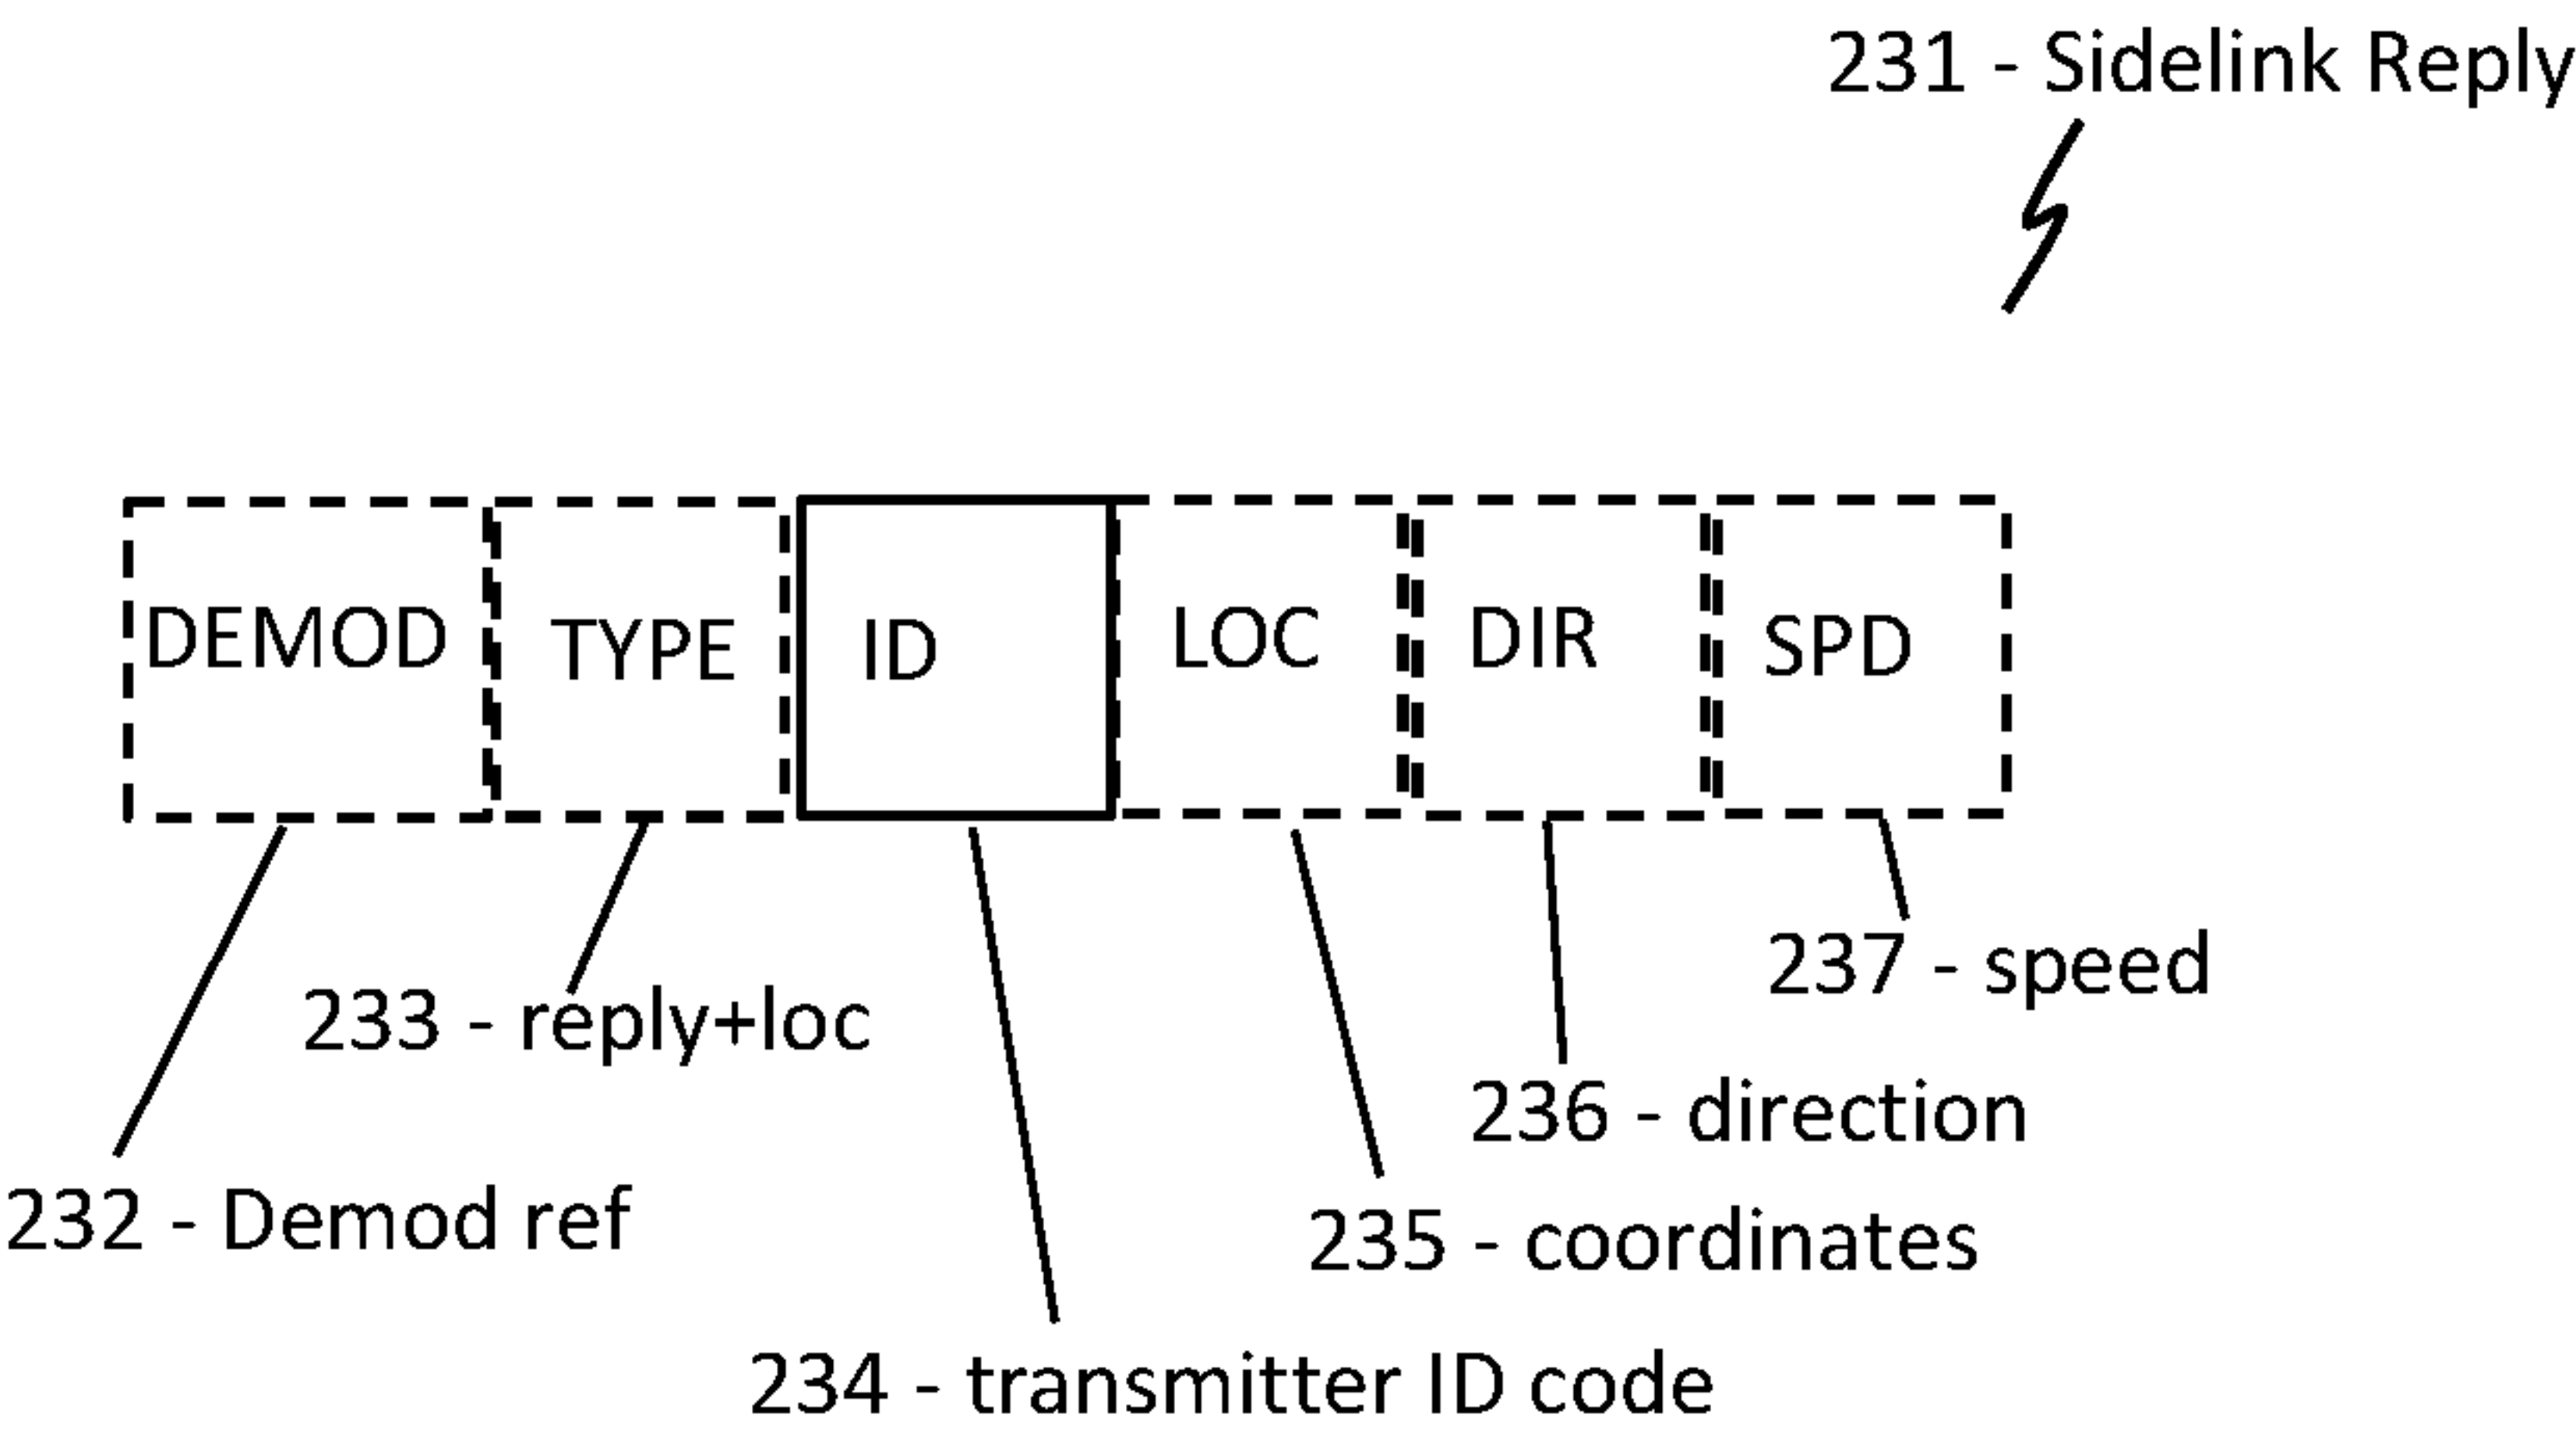 231 - Sidelink Reply
DEMOD TYPE ID LOC DIR SPD
237 - speed
233 - reply+loc
236 - direction
232 - Demod ref
235 - coordinates
234 - transmitter ID code